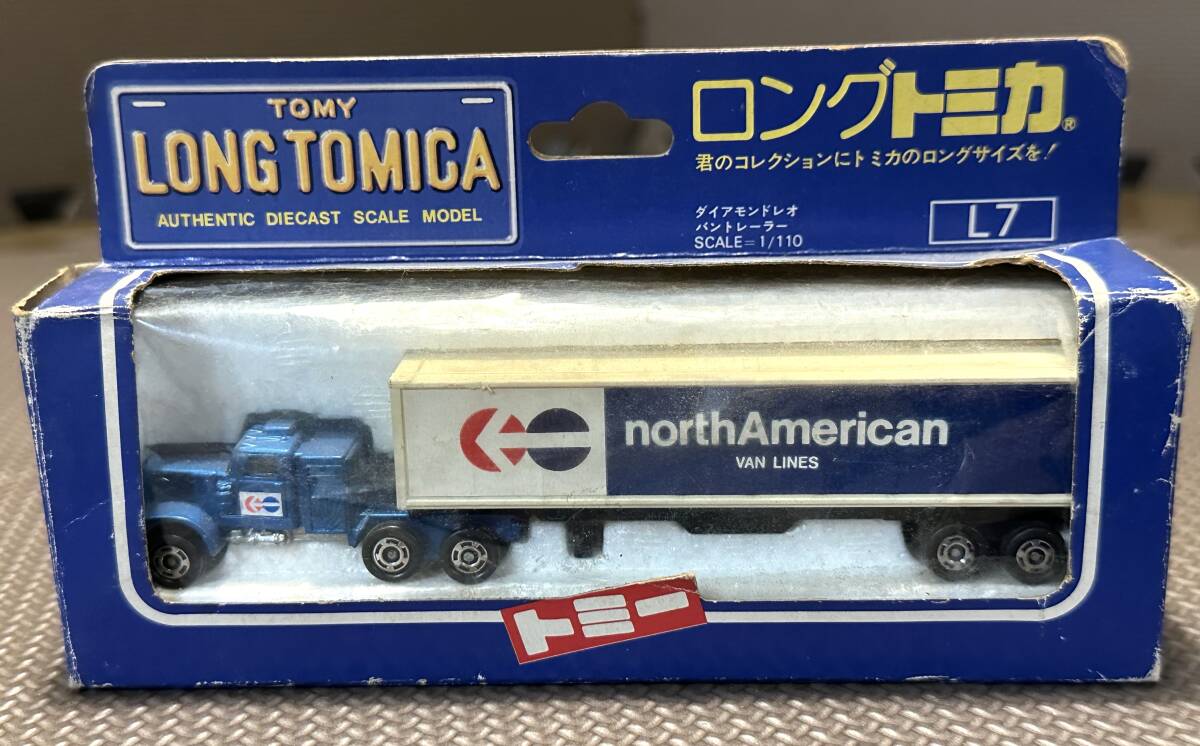 TOMY
LONG TOMICA
AUTHENTIC DIECAST SCALE MODEL
ロングトミカ®
君のコレクションにトミカのロングサイズを!
ダイアモンドレオ
バントレーラー
SCALE=1/110
L7
northAmerican
VAN LINES
トミー